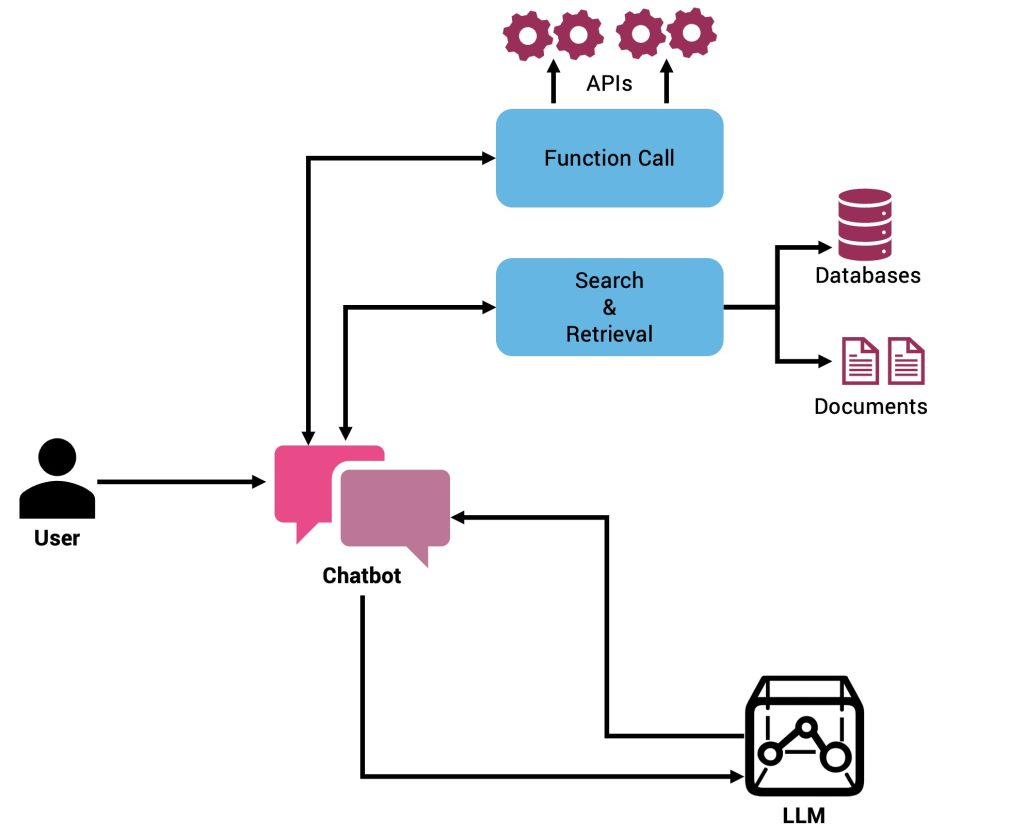 APIs
Function Call
Search
&
Retrieval
Databases
Documents
User
Chatbot
LLM